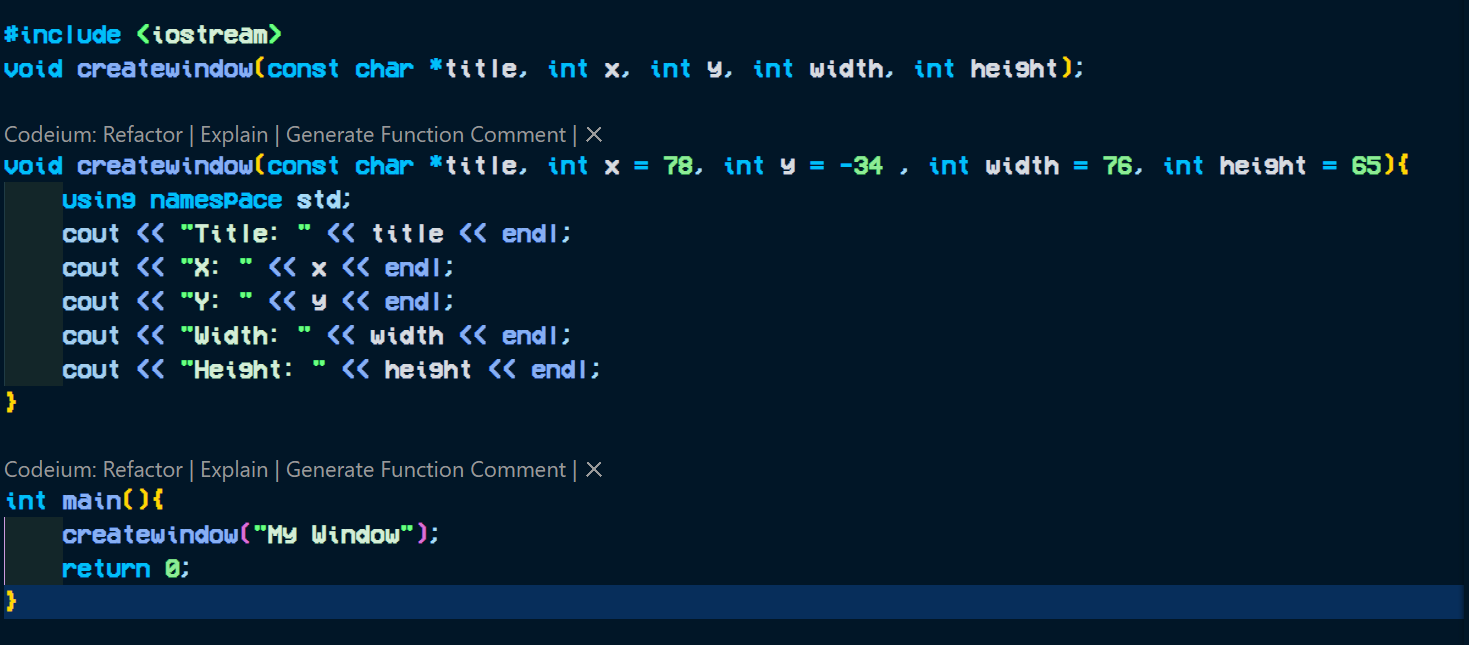 #include <iostream>
void createwindow(const char *title, int x, int y, int width, int height);
Codeium: Refactor | Explain | Generate Function Comment | ✕
void createwindow(const char *title, int x = 78, int y = -34 , int width = 76, int height = 65){
    using namespace std;
    cout << "Title: " << title << endl;
    cout << "X: " << x << endl;
    cout << "Y: " << y << endl;
    cout << "Width: " << width << endl;
    cout << "Height: " << height << endl;
}
Codeium: Refactor | Explain | Generate Function Comment | ✕
int main(){
    createwindow("My Window");
    return 0;
}